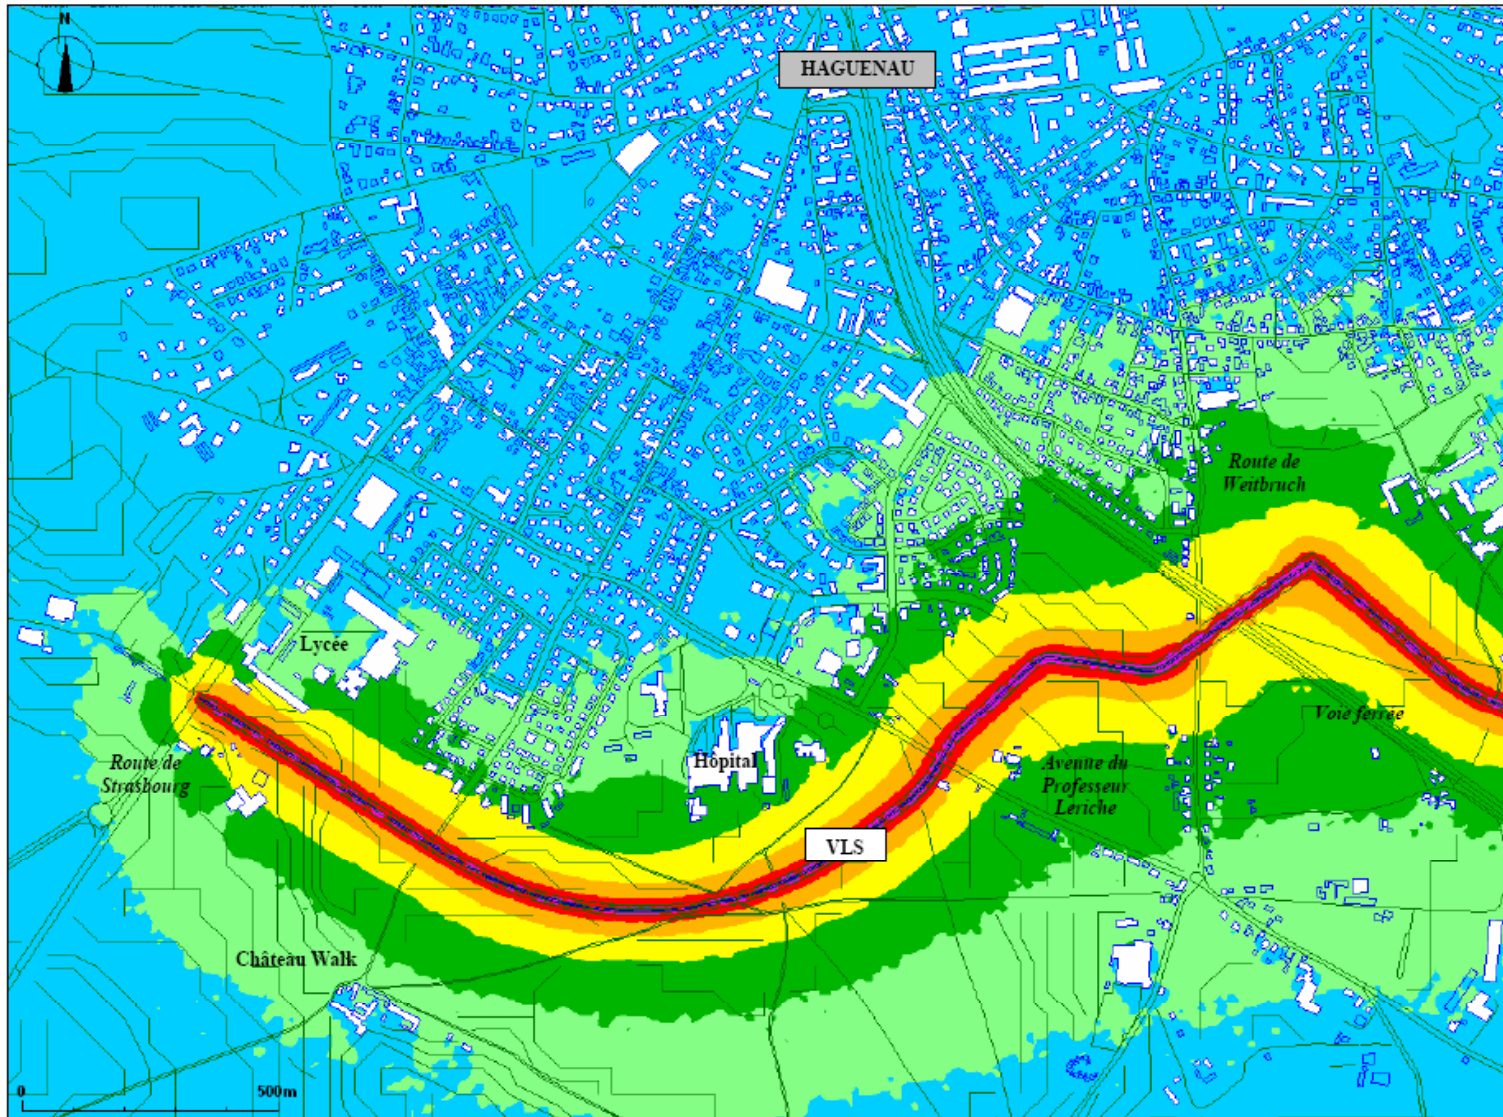 N
HAGUENAU
Route de
Weitbruch
Lycée
Voie ferrée
Route de
Strasbourg
Hôpital
Avenue du
Professeur
Leriche
VLS
Château Walk
0
500m